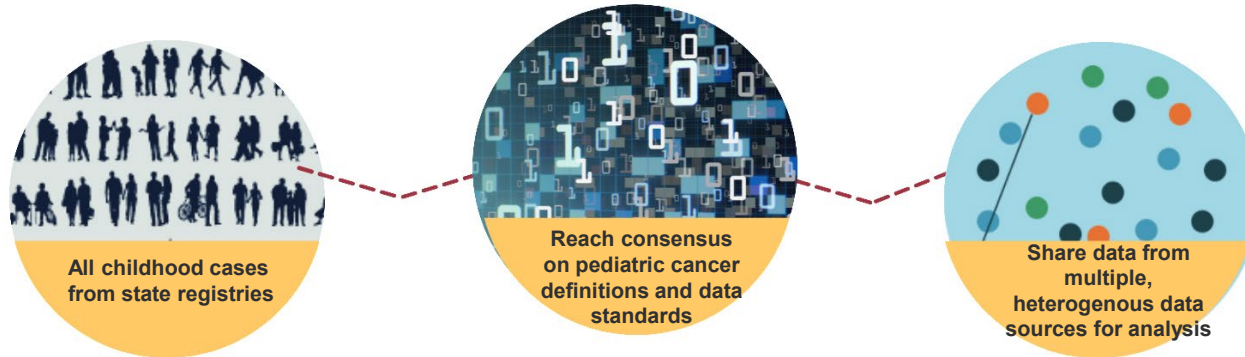 All childhood cases
from state registries
Reach consensus
on pediatric cancer
definitions and data
standards
Share data from
multiple,
heterogenous data
sources for analysis